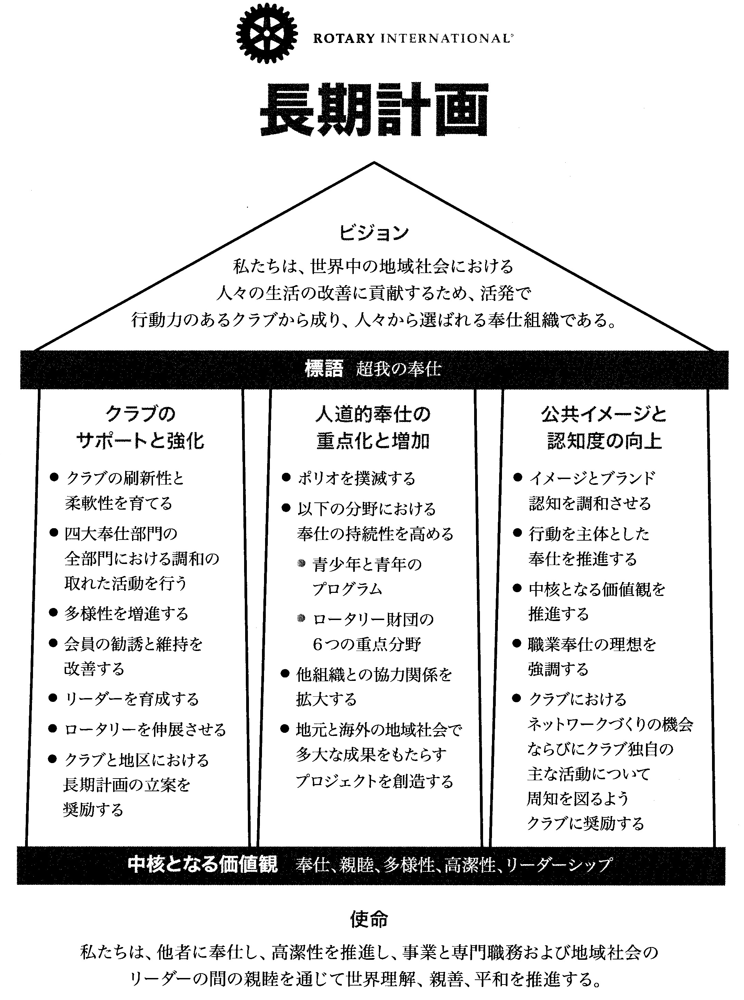 ROTARY INTERNATIONAL®
長期計画
ビジョン
私たちは、世界中の地域社会における
人々の生活の改善に貢献するため、活発で
行動力のあるクラブから成り、人々から選ばれる奉仕組織である。
標語 超我の奉仕
クラブの
サポートと強化
● クラブの刷新性と
柔軟性を育てる
● 四大奉仕部門の
全部門における調和の
取れた活動を行う
● 多様性を増進する
● 会員の勧誘と維持を
改善する
● リーダーを育成する
● ロータリーを伸展させる
● クラブと地区における
長期計画の立案を
奨励する
人道的奉仕の
重点化と増加
● ポリオを撲滅する
● 以下の分野における
奉仕の持続性を高める
● 青少年と青年の
プログラム
● ロータリー財団の
6つの重点分野
● 他組織との協力関係を
拡大する
● 地元と海外の地域社会で
多大な成果をもたらす
プロジェクトを創造する
公共イメージと
認知度の向上
● イメージとブランド
認知を調和させる
● 行動を主体とした
奉仕を推進する
● 中核となる価値観を
推進する
● 職業奉仕の理想を
強調する
● クラブにおける
ネットワークづくりの機会
ならびにクラブ独自の
主な活動について
周知を図るよう
クラブに奨励する
中核となる価値観 奉仕、親睦、多様性、高潔性、リーダーシップ
使命
私たちは、他者に奉仕し、高潔性を推進し、事業と専門職務および地域社会の
リーダーの間の親睦を通じて世界理解、親善、平和を推進する。